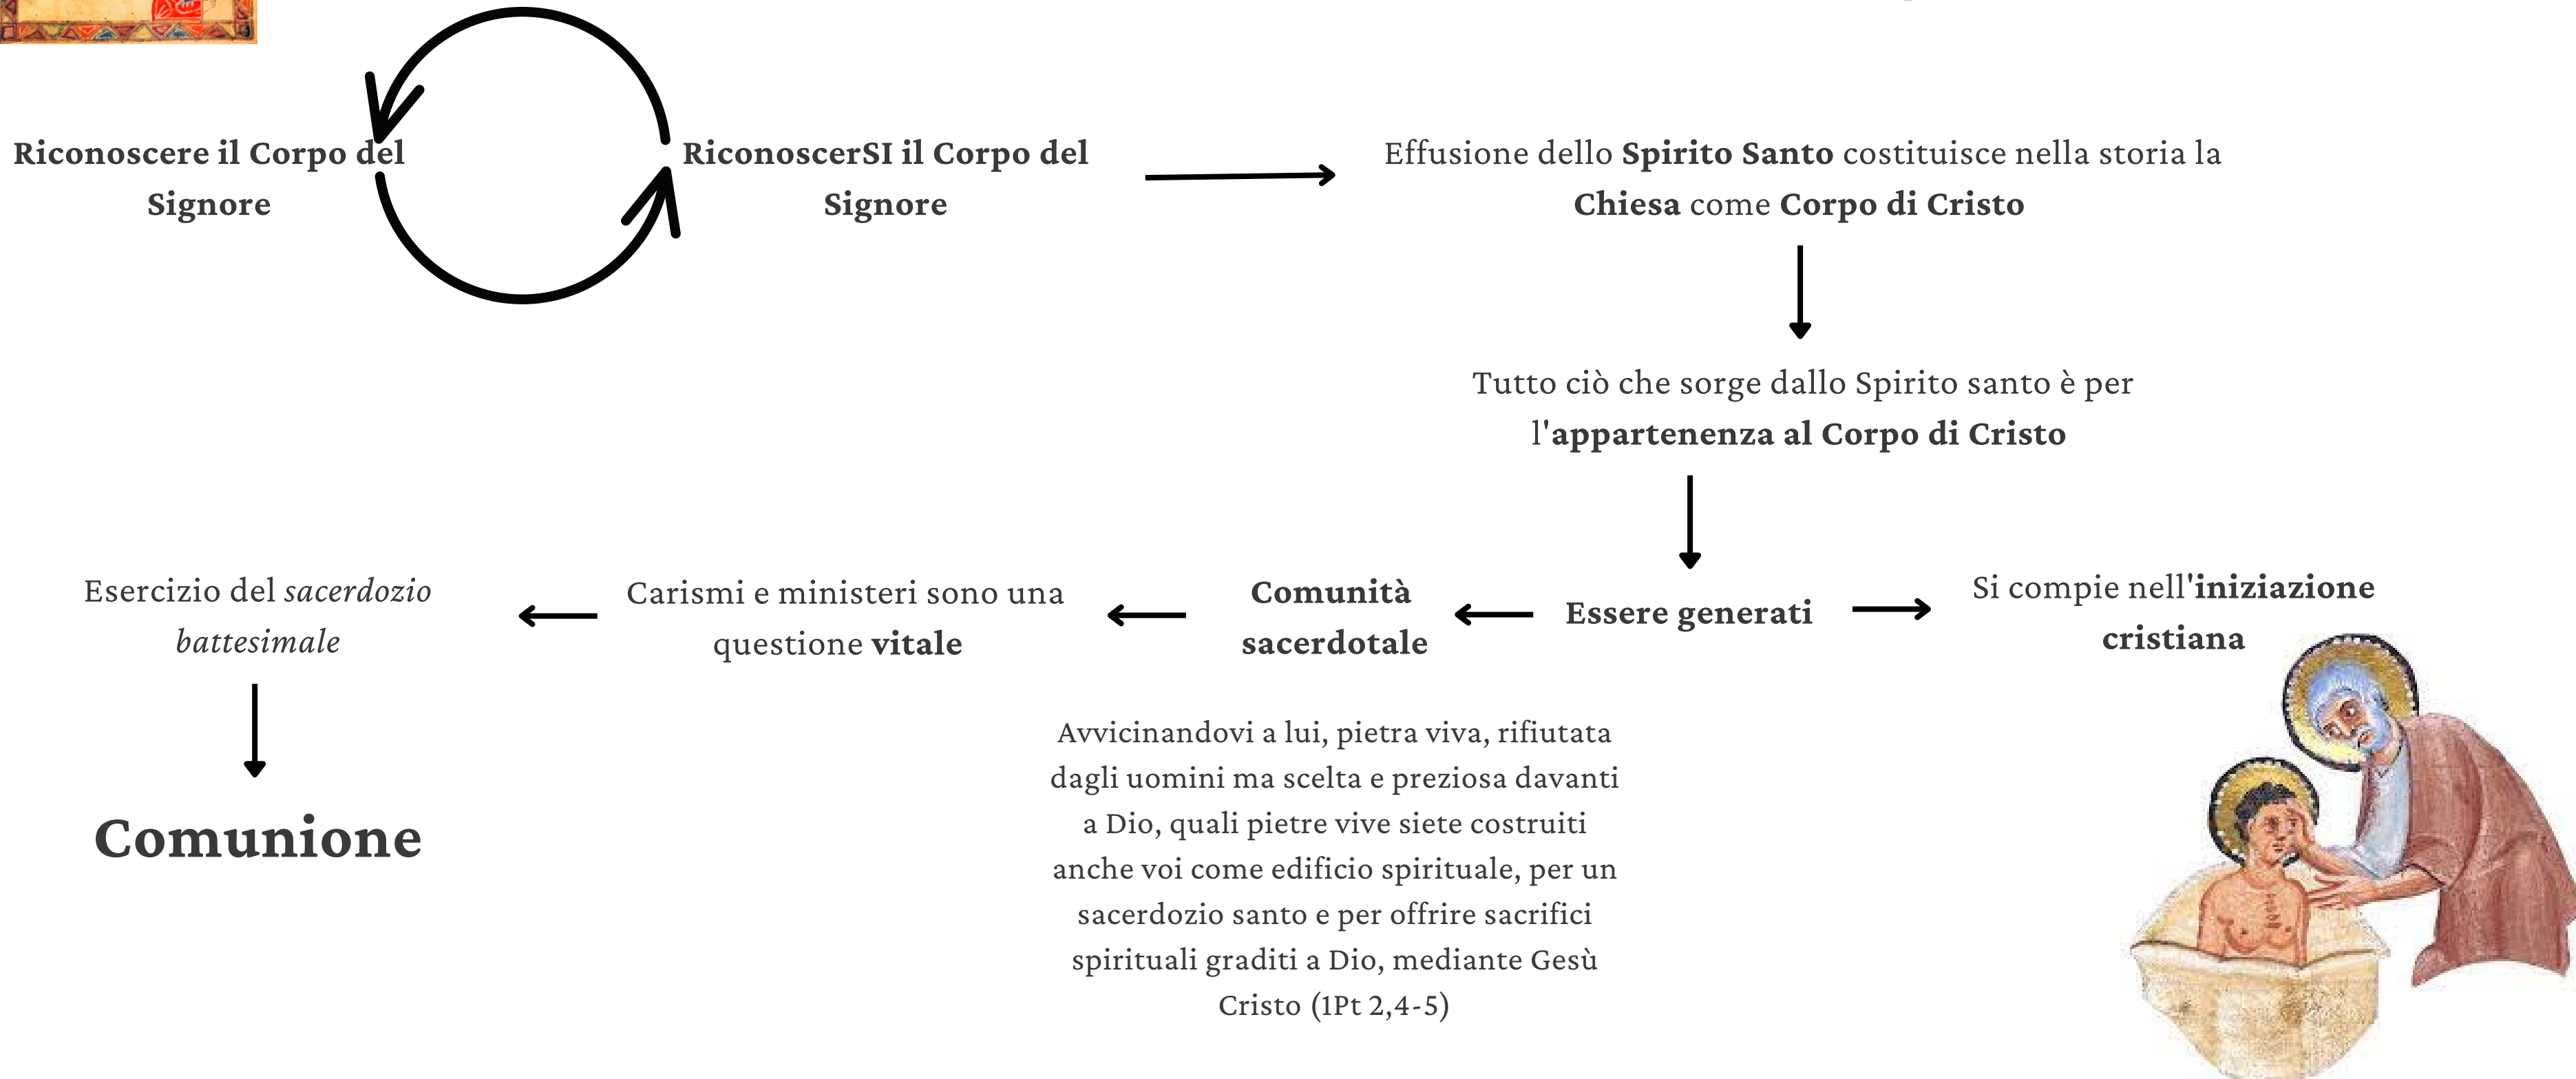 Riconoscere il Corpo del
Signore
RiconoscerSI il Corpo del
Signore
Effusione dello Spirito Santo costituisce nella storia la
Chiesa come Corpo di Cristo
Tutto ciò che sorge dallo Spirito santo è per
l'appartenenza al Corpo di Cristo
Essere generati
Si compie nell'iniziazione
cristiana
Comunità
sacerdotale
Avvicinandovi a lui, pietra viva, rifiutata
dagli uomini ma scelta e preziosa davanti
a Dio, quali pietre vive siete costruiti
anche voi come edificio spirituale, per un
sacerdozio santo e per offrire sacrifici
spirituali graditi a Dio, mediante Gesù
Cristo (1Pt 2,4-5)
Carismi e ministeri sono una
questione vitale
Esercizio del sacerdozio
battesimale
Comunione